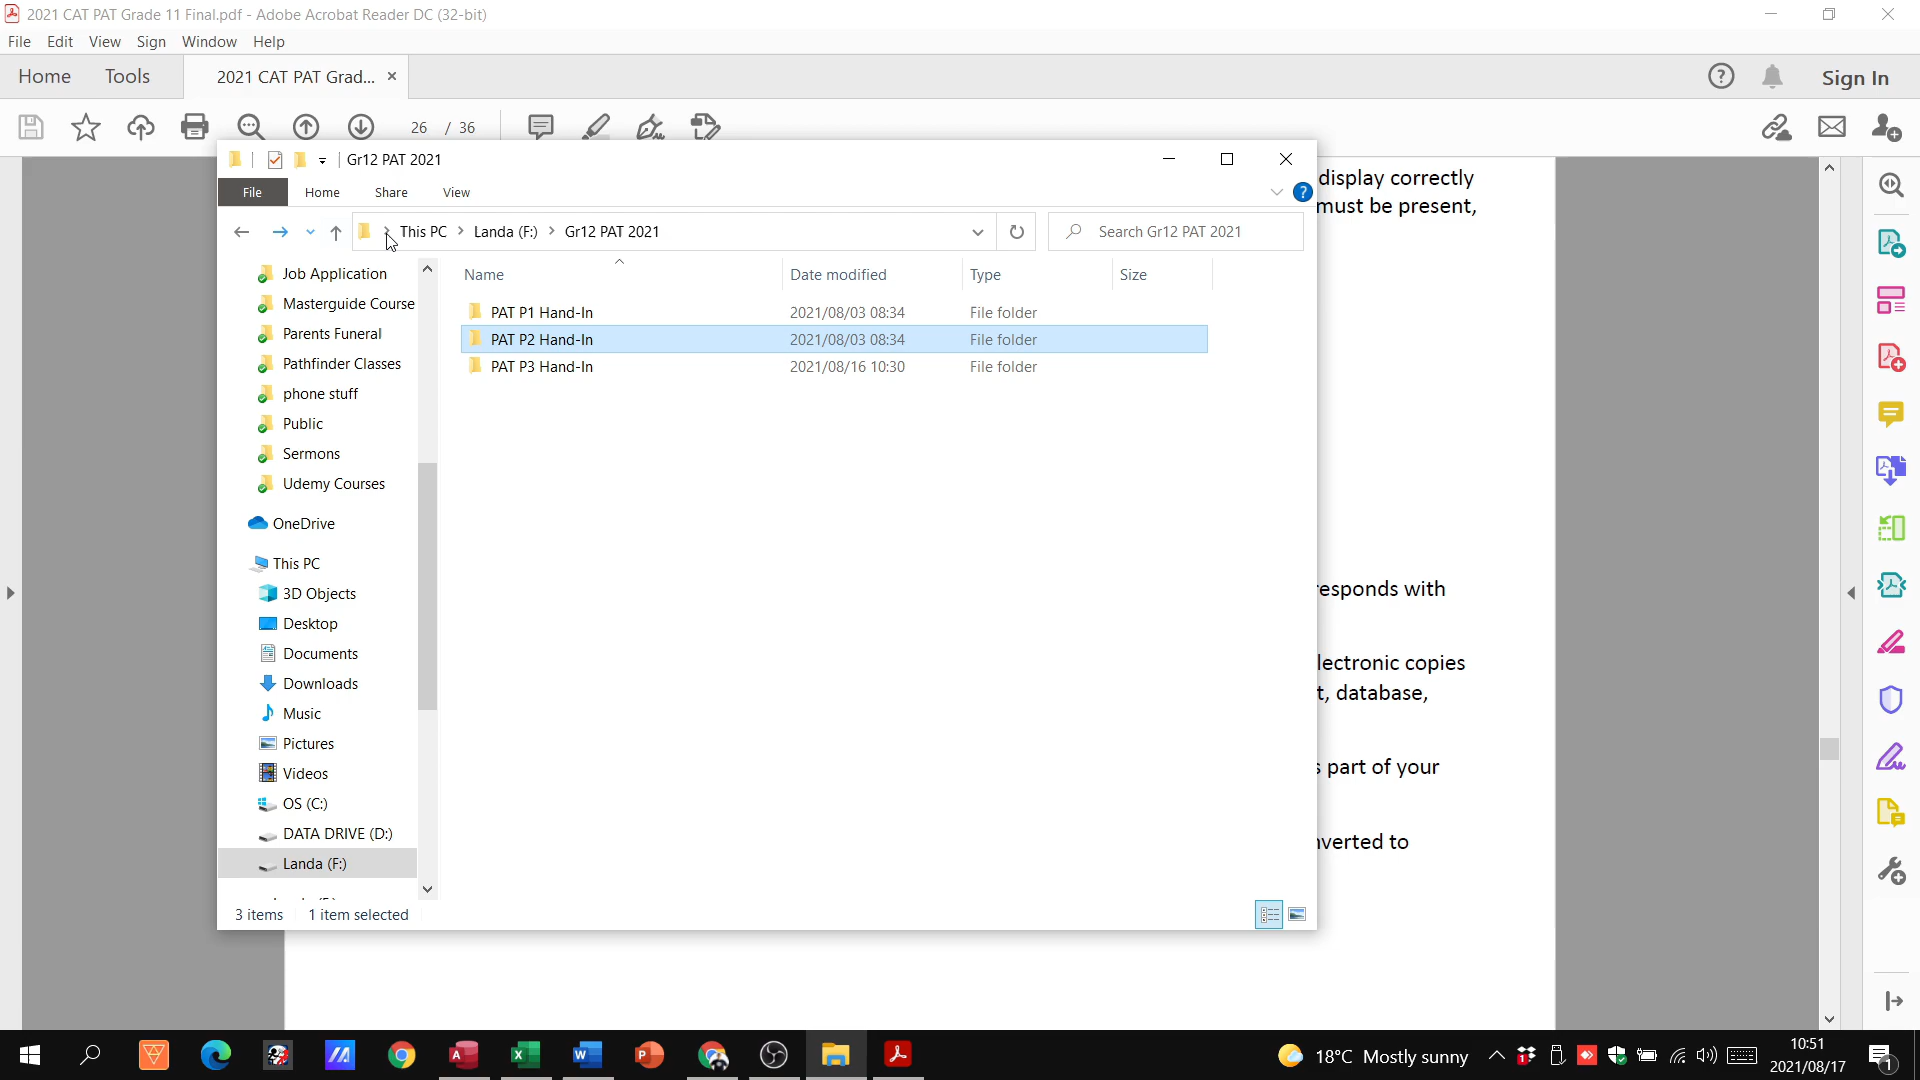 2021 CAT PAT Grade 11 Final.pdf - Adobe Acrobat Reader DC (32-bit)
File Edit View Sign Window Help
Home Tools 2021 CAT PAT Grad... × Sign In
26 / 36
Gr12 PAT 2021
File Home Share View
This PC > Landa (F:) > Gr12 PAT 2021 Search Gr12 PAT 2021
Name Date modified Type Size
PAT P1 Hand-In 2021/08/03 08:34 File folder
PAT P2 Hand-In 2021/08/03 08:34 File folder
PAT P3 Hand-In 2021/08/16 10:30 File folder
Job Application
Masterguide Course
Parents Funeral
Pathfinder Classes
phone stuff
Public
Sermons
Udemy Courses
OneDrive
This PC
3D Objects
Desktop
Documents
Downloads
Music
Pictures
Videos
OS (C:)
DATA DRIVE (D:)
Landa (F:)
3 items 1 item selected
display correctly
must be present,
responds with
lectronic copies
t, database,
s part of your
nverted to
18°C Mostly sunny
10:51
2021/08/17
1